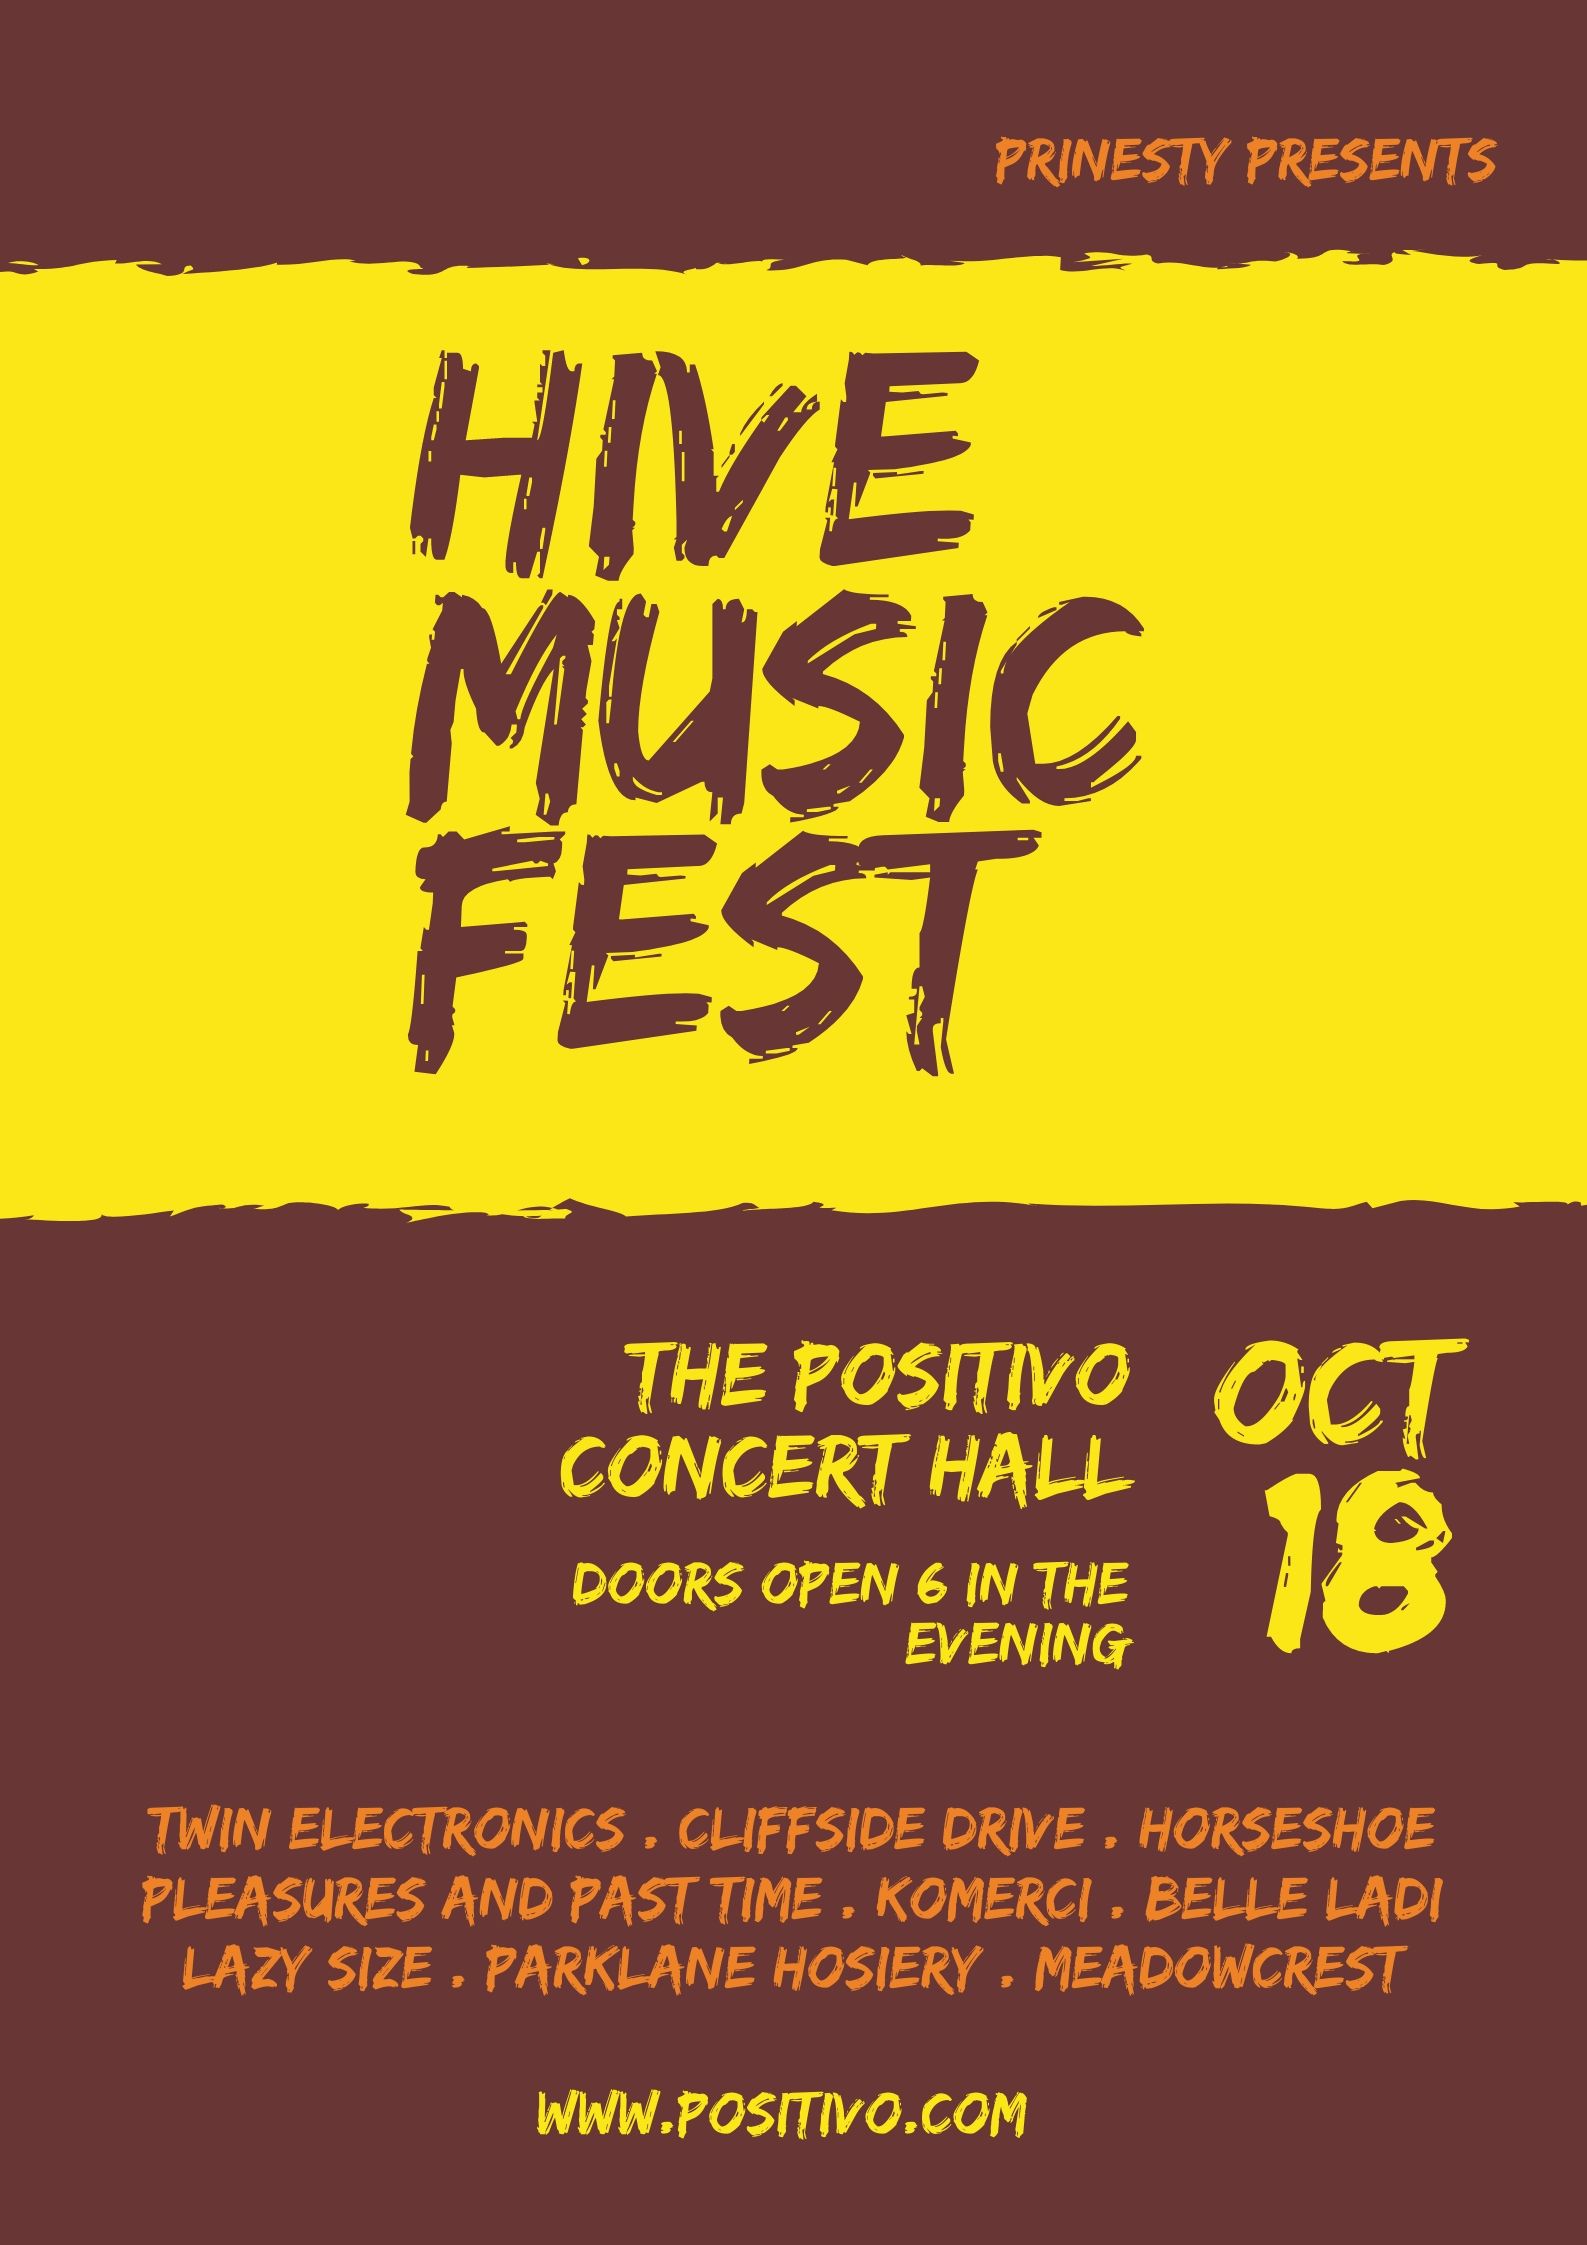 PRINESTY PRESENTS
HIVE
MUSIC
FEST
THE POSITIVO
CONCERT HALL
DOORS OPEN 6 IN THE
EVENING
OCT
18
TWIN ELECTRONICS . CLIFFSIDE DRIVE . HORSESHOE
PLEASURES AND PAST TIME . KOMERCI . BELLE LADI
LAZY SIZE . PARKLANE HOSIERY . MEADOWCREST
WWW.POSITIVO.COM